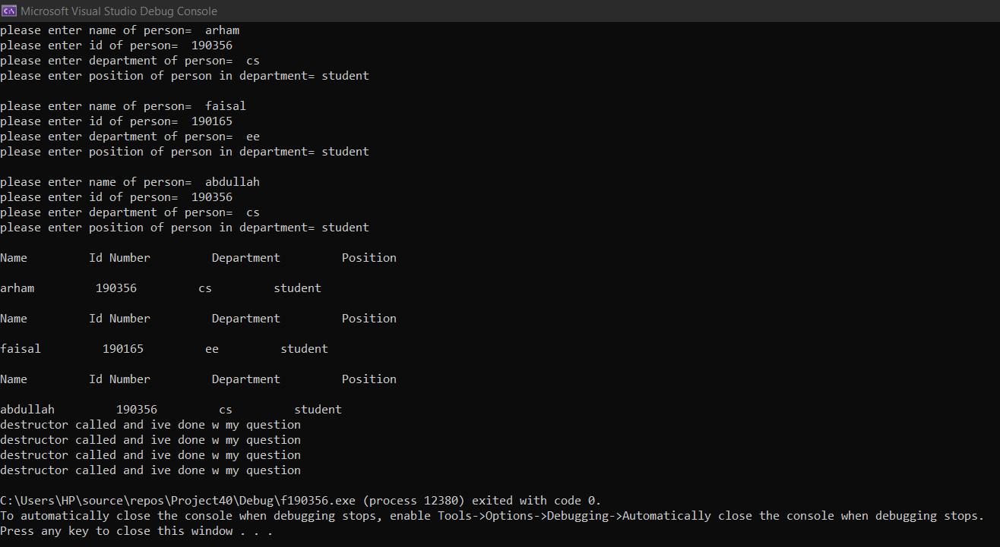 Microsoft Visual Studio Debug Console
please enter name of person=  arham
please enter id of person=  190356
please enter department of person=  cs
please enter position of person in department= student
please enter name of person=  faisal
please enter id of person=  190165
please enter department of person=  ee
please enter position of person in department= student
please enter name of person=  abdullah
please enter id of person=  190356
please enter department of person=  cs
please enter position of person in department= student
Name         Id Number         Department         Position
arham         190356         cs         student
Name         Id Number         Department         Position
faisal         190165         ee         student
Name         Id Number         Department         Position
abdullah         190356         cs         student
destructor called and ive done w my question
destructor called and ive done w my question
destructor called and ive done w my question
destructor called and ive done w my question
C:\Users\HP\source\repos\Project40\Debug\f190356.exe (process 12380) exited with code 0.
To automatically close the console when debugging stops, enable Tools->Options->Debugging->Automatically close the console when debugging stops.
Press any key to close this window . . .